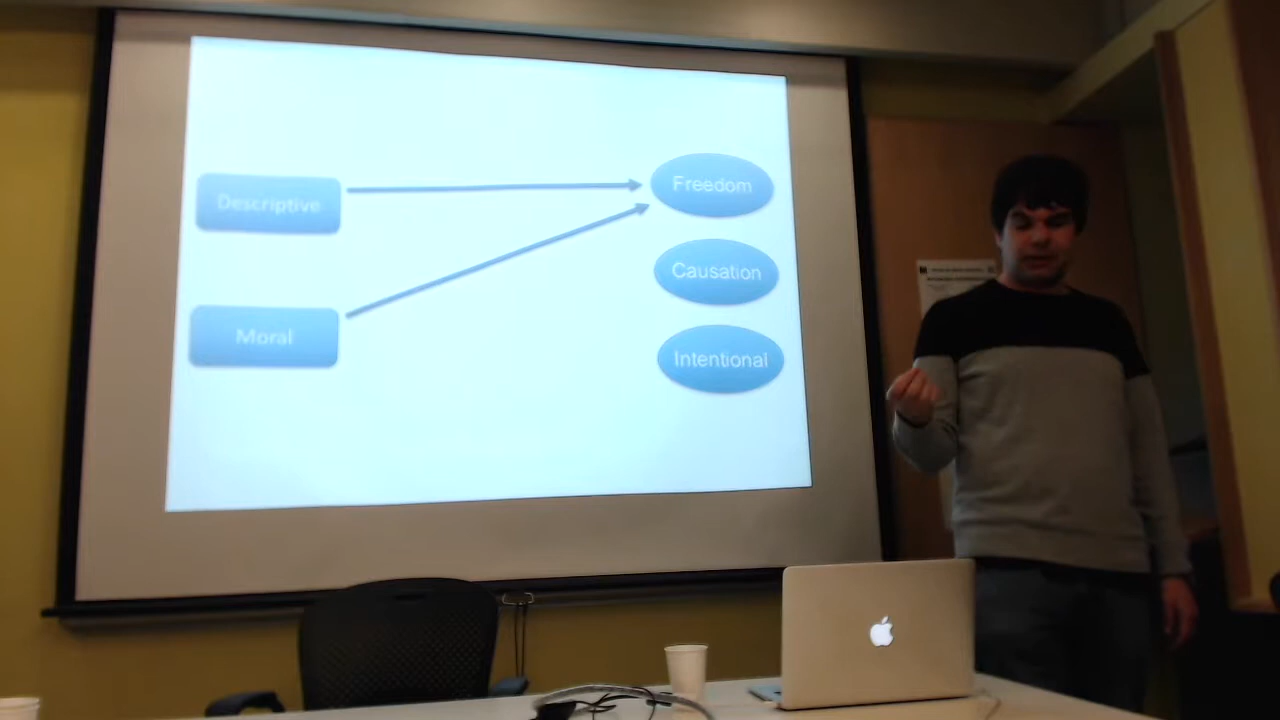 Descriptive
Freedom
Causation
Moral
Intentional